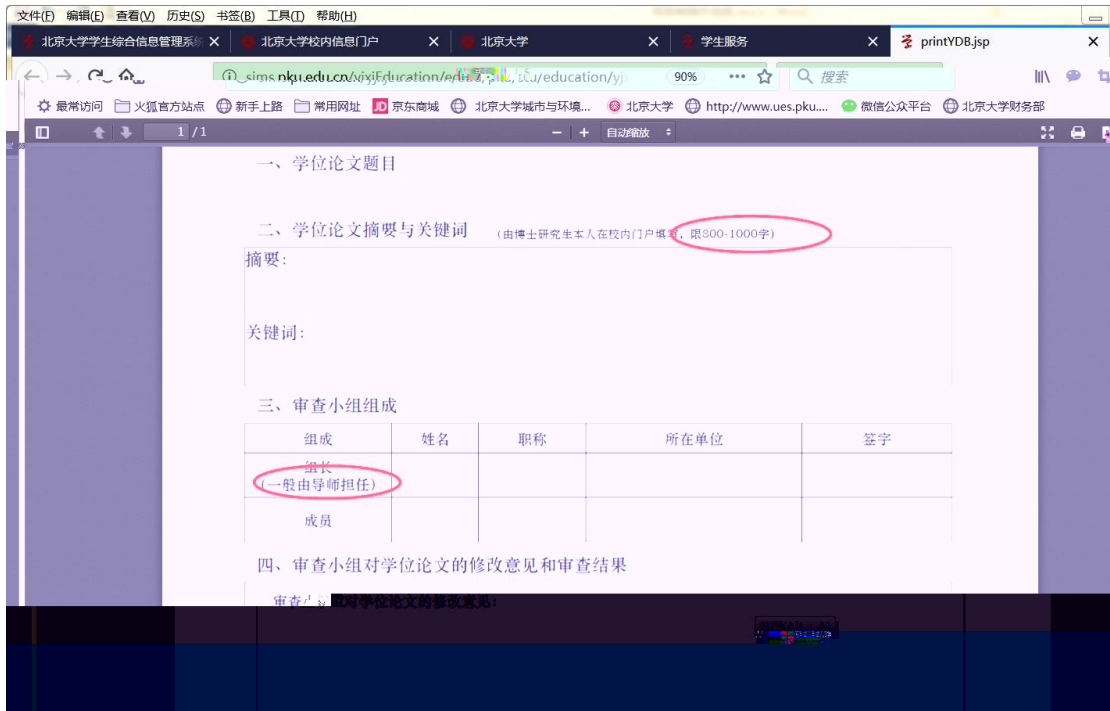 文件(F) 编辑(E) 查看(V) 历史(S) 书签(B) 工具(T) 帮助(H)
北京大学学生综合信息管理系统 北京大学校内信息门户 北京大学 学生服务 printYDB.jsp
90% 搜索
最常访问 火狐官方站点 新手上路 常用网址 JD 京东商城 北京大学城市与环境... 北京大学 http://www.ues.pku.... 微信公众平台 北京大学财务部
1 / 1 自动缩放
一、学位论文题目
二、学位论文摘要与关键词 (由博士研究生本人在校内门户填写，限800-1000字)
摘要:
关键词:
三、审查小组组成
组成 姓名 职称 所在单位 签字
组长
(一般由导师担任)
成员
四、审查小组对学位论文的修改意见和审查结果
审查小组对学位论文的修改意见: